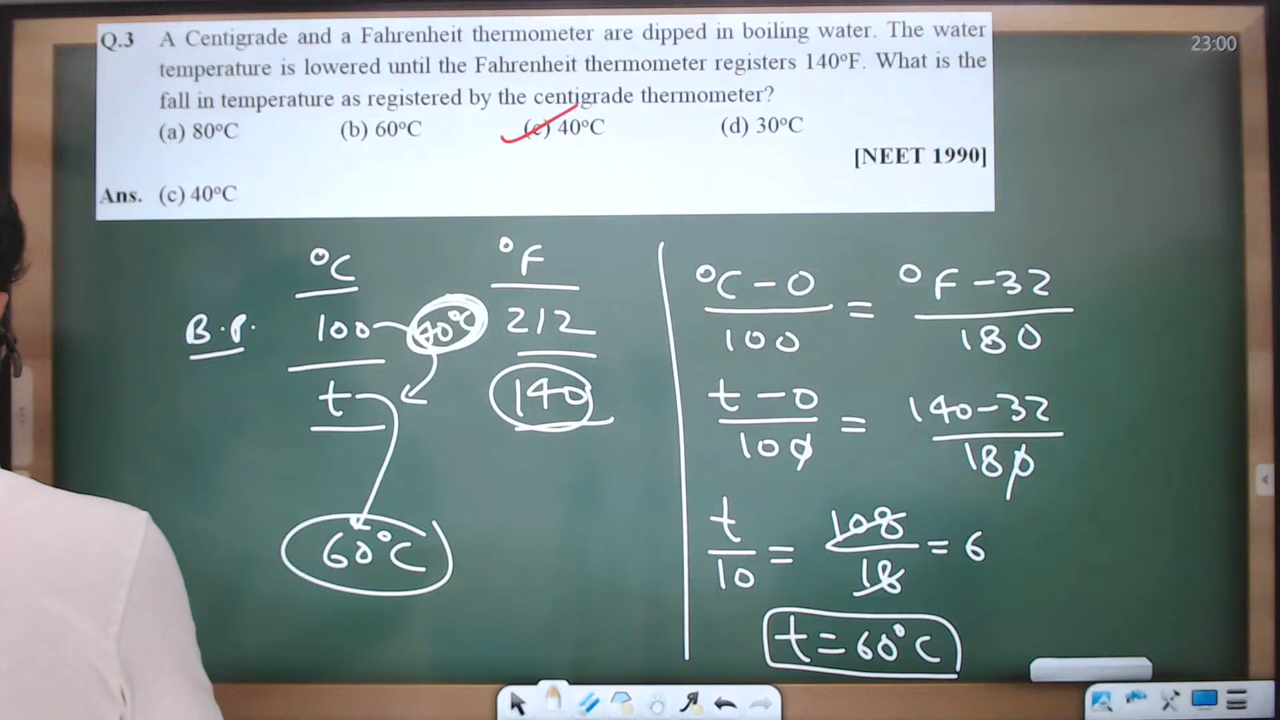 23:00
Q.3 A Centigrade and a Fahrenheit thermometer are dipped in boiling water. The water
temperature is lowered until the Fahrenheit thermometer registers 140°F. What is the
fall in temperature as registered by the centigrade thermometer?
(a) 80°C (b) 60°C (c) 40°C (d) 30°C
[NEET 1990]
Ans. (c) 40°C
°C °F
B.P. 100 40°C 212
t 140
60°C
°C-0/100 = °F-32/180
t-0/100 = 140-32/180
t/10 = 108/18 = 6
t=60°C